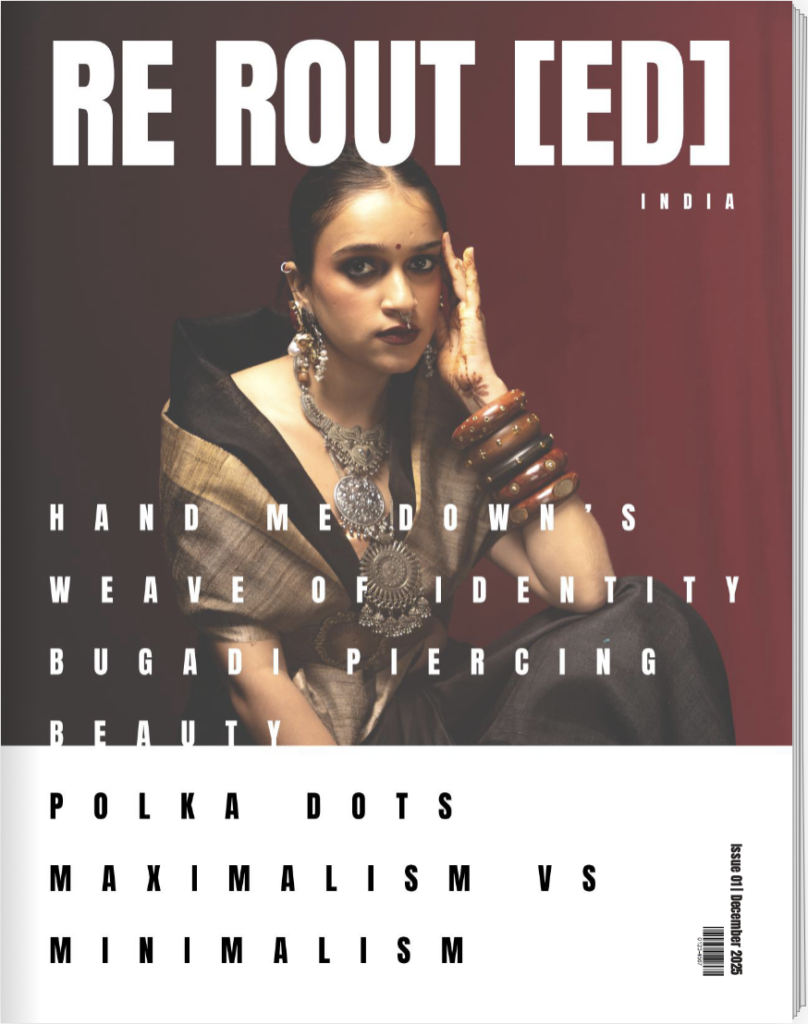 RE ROUT [ED]
INDIA
HAND ME DOWN'S
WEAVE OF IDENTITY
BUGADI PIERCING
BEAUTY
POLKA DOTS
MAXIMALISM VS
MINIMALISM
Issue 01 | December 2025